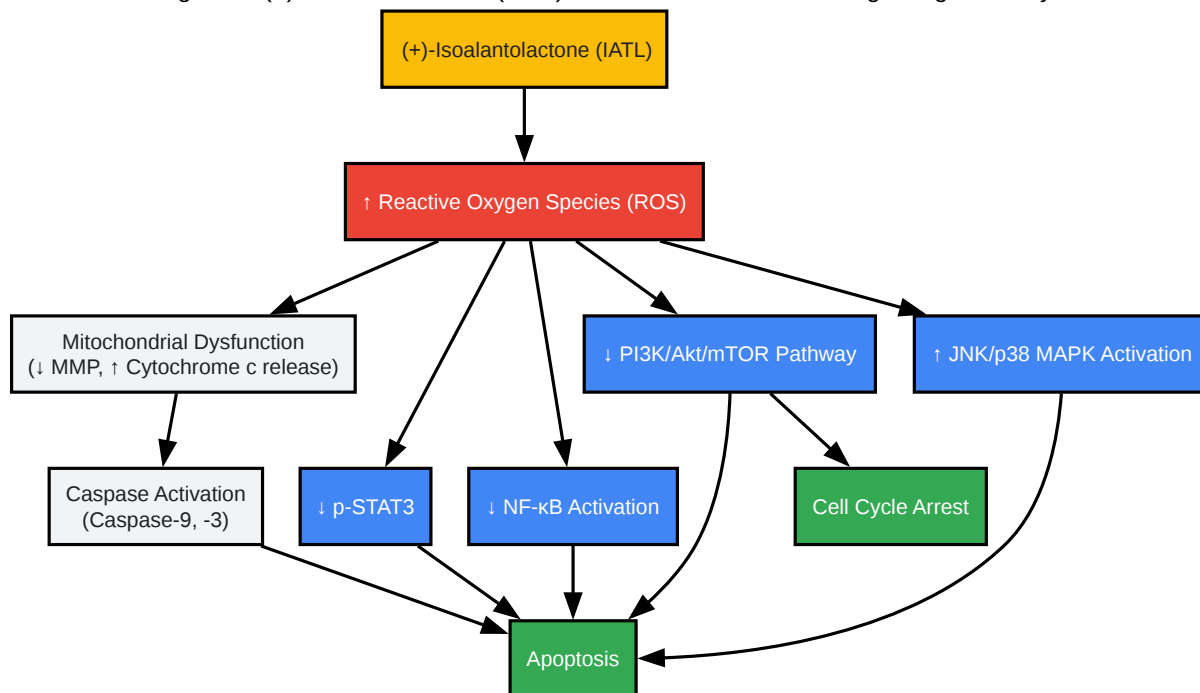 (+)-Isoalantolactone (IATL)
↑ Reactive Oxygen Species (ROS)
Mitochondrial Dysfunction
(↓ MMP, ↑ Cytochrome c release)
↓ PI3K/Akt/mTOR Pathway
↑ JNK/p38 MAPK Activation
Caspase Activation
(Caspase-9, -3)
↓ p-STAT3
↓ NF-κB Activation
Cell Cycle Arrest
Apoptosis